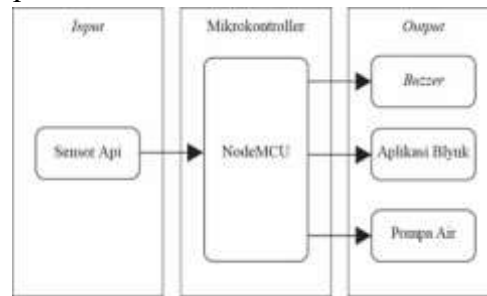 Input
Mikrokontroller
Output
Sensor Api
NodeMCU
Buzzer
Aplikasi Blynk
Pompa Air